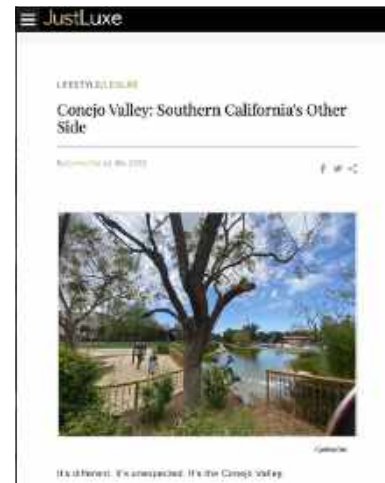 JustLuxe
LIFESTYLE/LEISURE
Conejo Valley: Southern California's Other
Side
It's different. It's unexpected. It's the Conejo Valley.